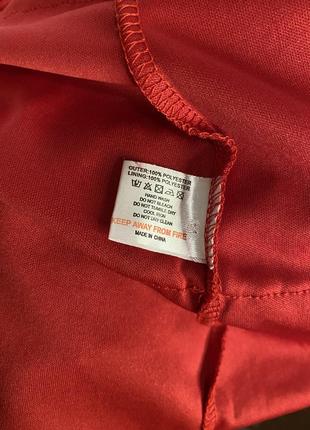 OUTER:100% POLYESTER
LINING:100% POLYESTER
HAND WASH
DO NOT BLEACH
DO NOT TUMBLE DRY
COOL IRON
DO NOT DRY CLEAN
KEEP AWAY FROM FIRE
MADE IN CHINA